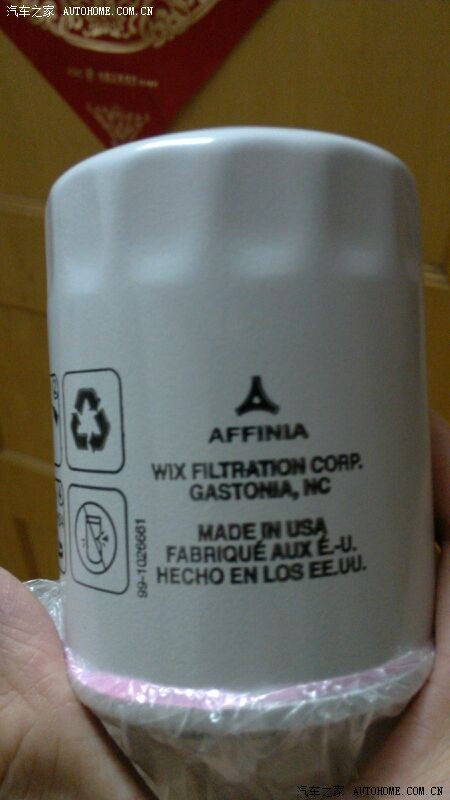 汽车之家 AUTOHOME.COM.CN
AFFINIA
WIX FILTRATION CORP.
GASTONIA, NC
MADE IN USA
FABRIQUÉ AUX É.-U.
HECHO EN LOS EE.UU.
99-1026661
汽车之家 AUTOHOME.COM.CN